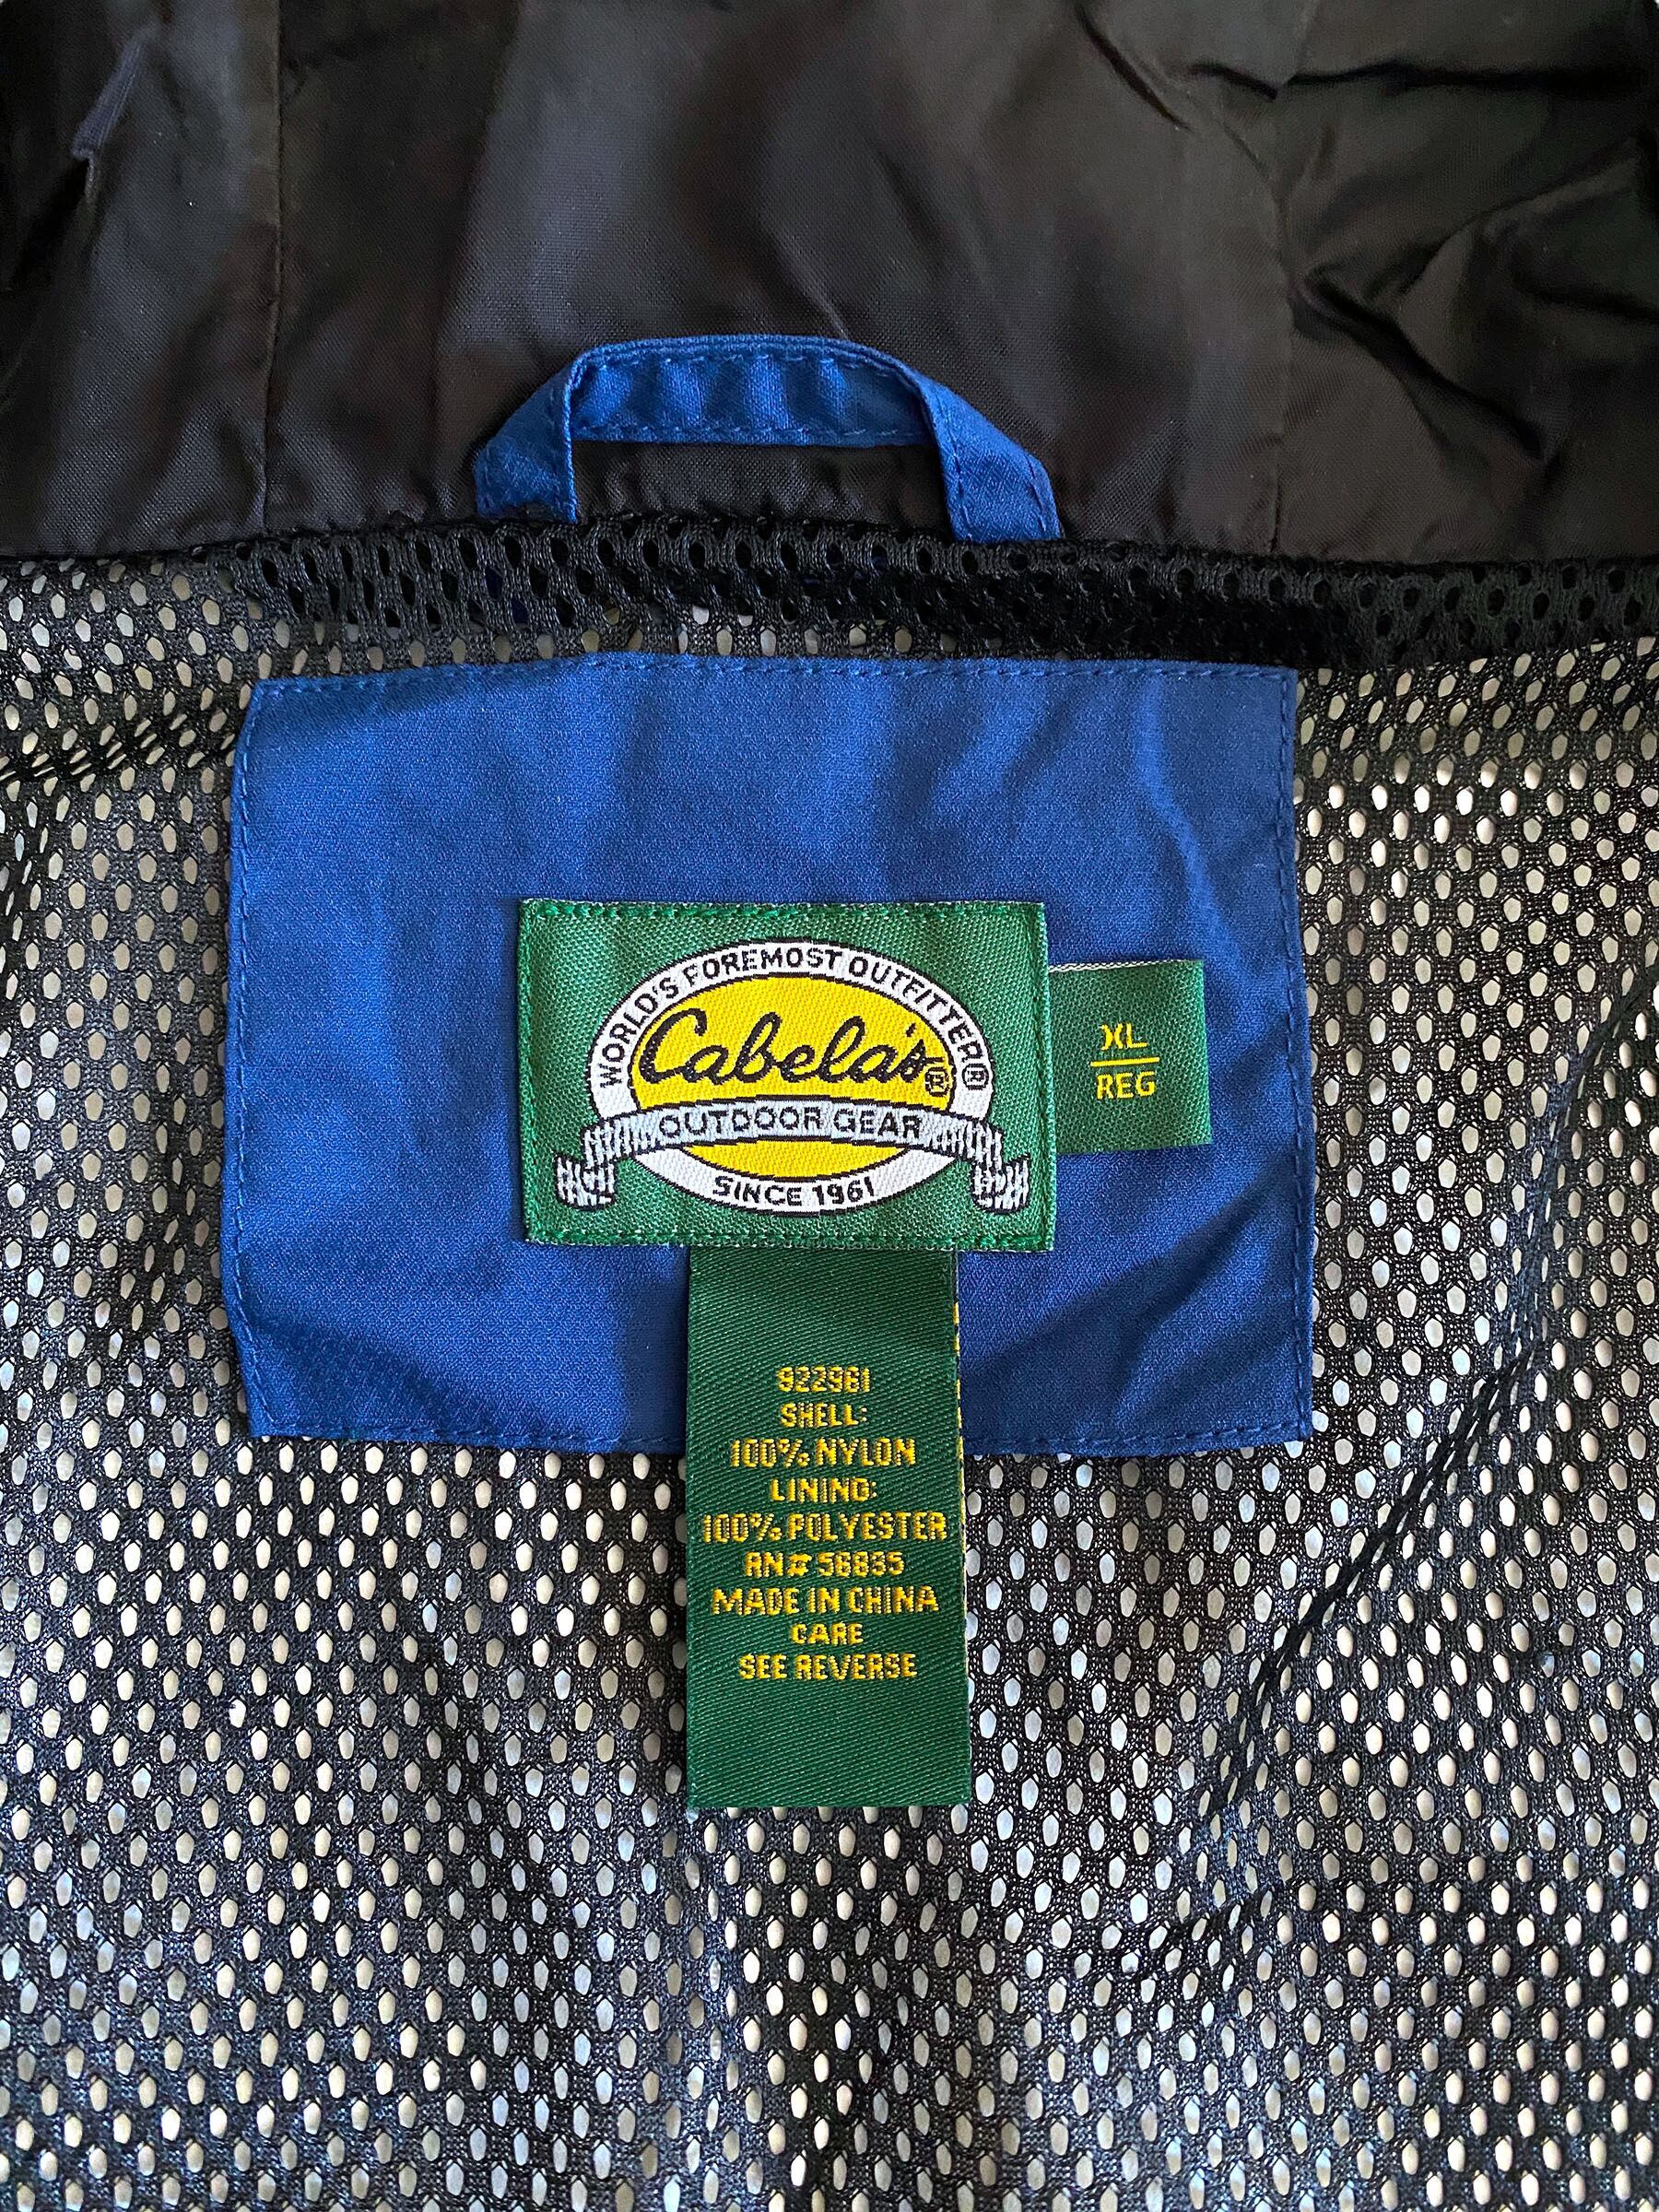 WORLD'S FOREMOST OUTFITTER®
Cabela's®
OUTDOOR GEAR
SINCE 1961
XL
REG
922961
SHELL:
100% NYLON
LINING:
100% POLYESTER
RN# 56835
MADE IN CHINA
CARE
SEE REVERSE